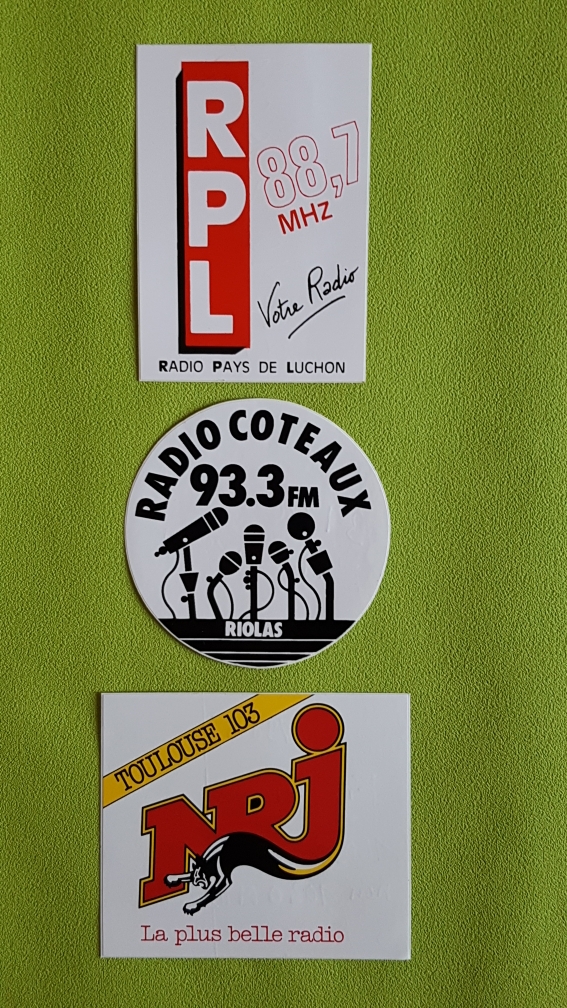 RPL
88,7
MHz
Votre Radio
RADIO PAYS DE LUCHON
RADIO COTEAUX
93.3 FM
RIOLAS
TOULOUSE 103
NRJ
La plus belle radio